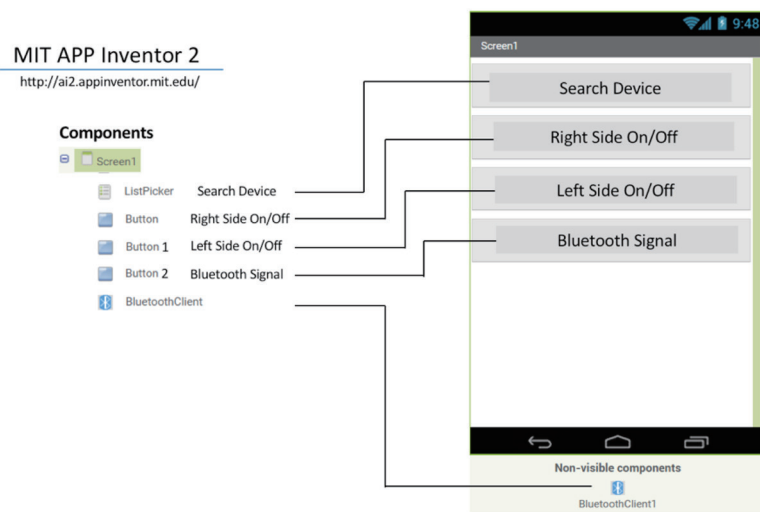 MIT APP Inventor 2
http://ai2.appinventor.mit.edu/
Components
Screen1
ListPicker Search Device
Button Right Side On/Off
Button 1 Left Side On/Off
Button 2 Bluetooth Signal
BluetoothClient
9:48
Screen1
Search Device
Right Side On/Off
Left Side On/Off
Bluetooth Signal
Non-visible components
BluetoothClient1